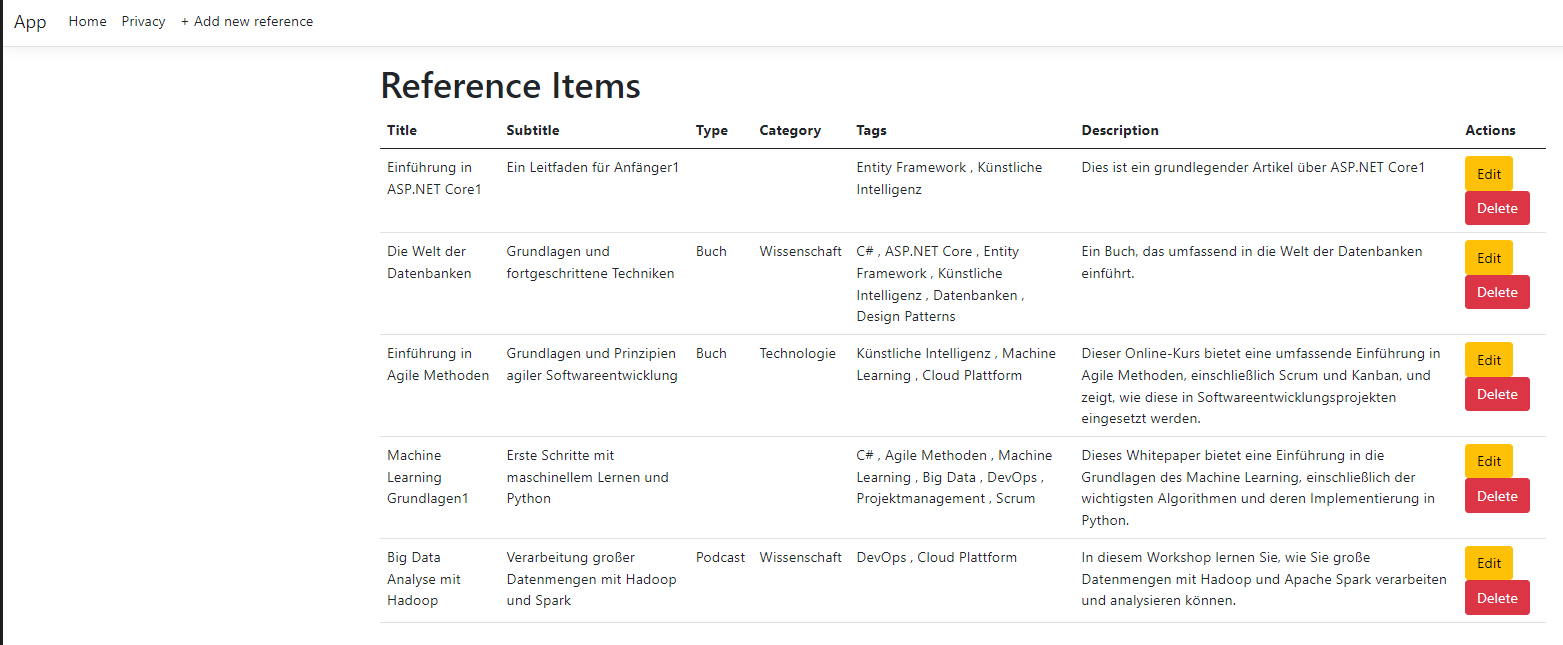 App Home Privacy + Add new reference
Reference Items
Title Subtitle Type Category Tags Description Actions
Einführung in Ein Leitfaden für Anfänger1 Entity Framework , Künstliche Dies ist ein grundlegender Artikel über ASP.NET Core1 Edit
ASP.NET Core1 Intelligenz
Delete
Die Welt der Grundlagen und Buch Wissenschaft C# , ASP.NET Core , Entity Ein Buch, das umfassend in die Welt der Datenbanken Edit
Datenbanken fortgeschrittene Techniken Framework , Künstliche einführt.
Intelligenz , Datenbanken , Delete
Design Patterns
Einführung in Grundlagen und Prinzipien Buch Technologie Künstliche Intelligenz , Machine Dieser Online-Kurs bietet eine umfassende Einführung in Edit
Agile Methoden agiler Softwareentwicklung Learning , Cloud Plattform Agile Methoden, einschließlich Scrum und Kanban, und
zeigt, wie diese in Softwareentwicklungsprojekten Delete
eingesetzt werden.
Machine Erste Schritte mit C# , Agile Methoden , Machine Dieses Whitepaper bietet eine Einführung in die Edit
Learning maschinellem Lernen und Learning , Big Data , DevOps , Grundlagen des Machine Learning, einschließlich der
Grundlagen1 Python Projektmanagement , Scrum wichtigsten Algorithmen und deren Implementierung in Delete
Python.
Big Data Verarbeitung großer Podcast Wissenschaft DevOps , Cloud Plattform In diesem Workshop lernen Sie, wie Sie große Edit
Analyse mit Datenmengen mit Hadoop Datenmengen mit Hadoop und Apache Spark verarbeiten
Hadoop und Spark und analysieren können. Delete